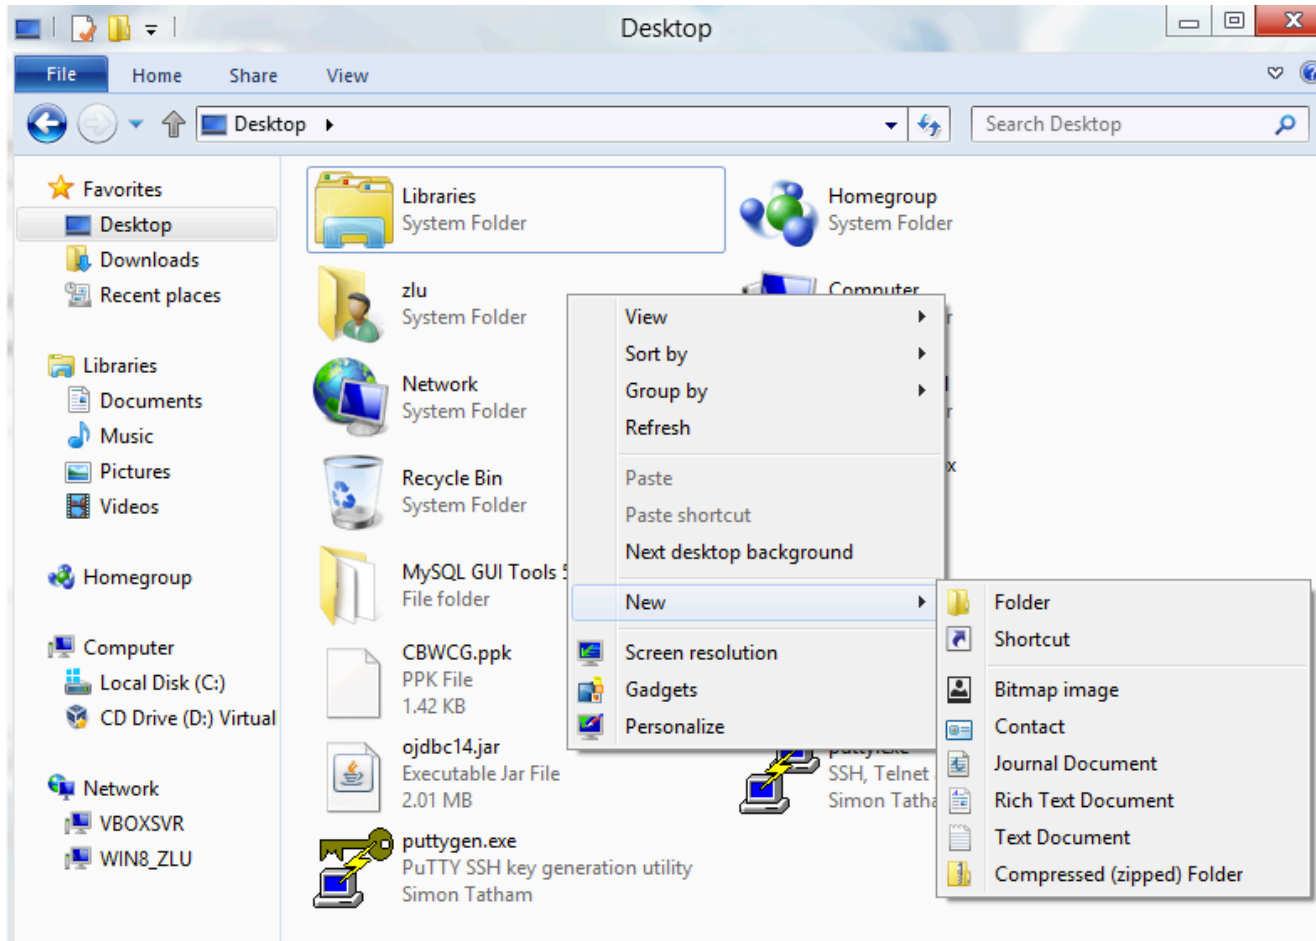 Desktop
File Home Share View
Desktop
Search Desktop
Favorites
Desktop
Downloads
Recent places
Libraries
Documents
Music
Pictures
Videos
Homegroup
Computer
Local Disk (C:)
CD Drive (D:) Virtual
Network
VBOXSVR
WIN8_ZLU
Libraries
System Folder
Homegroup
System Folder
zlu
System Folder
Computer
Network
System Folder
Recycle Bin
System Folder
MySQL GUI Tools
File folder
CBWCG.ppk
PPK File
1.42 KB
ojdbc14.jar
Executable Jar File
2.01 MB
SSH, Telnet
Simon
puttygen.exe
PuTTY SSH key generation utility
Simon Tatham
View
Sort by
Group by
Refresh
Paste
Paste shortcut
Next desktop background
New
Screen resolution
Gadgets
Personalize
Folder
Shortcut
Bitmap image
Contact
Journal Document
Rich Text Document
Text Document
Compressed (zipped) Folder